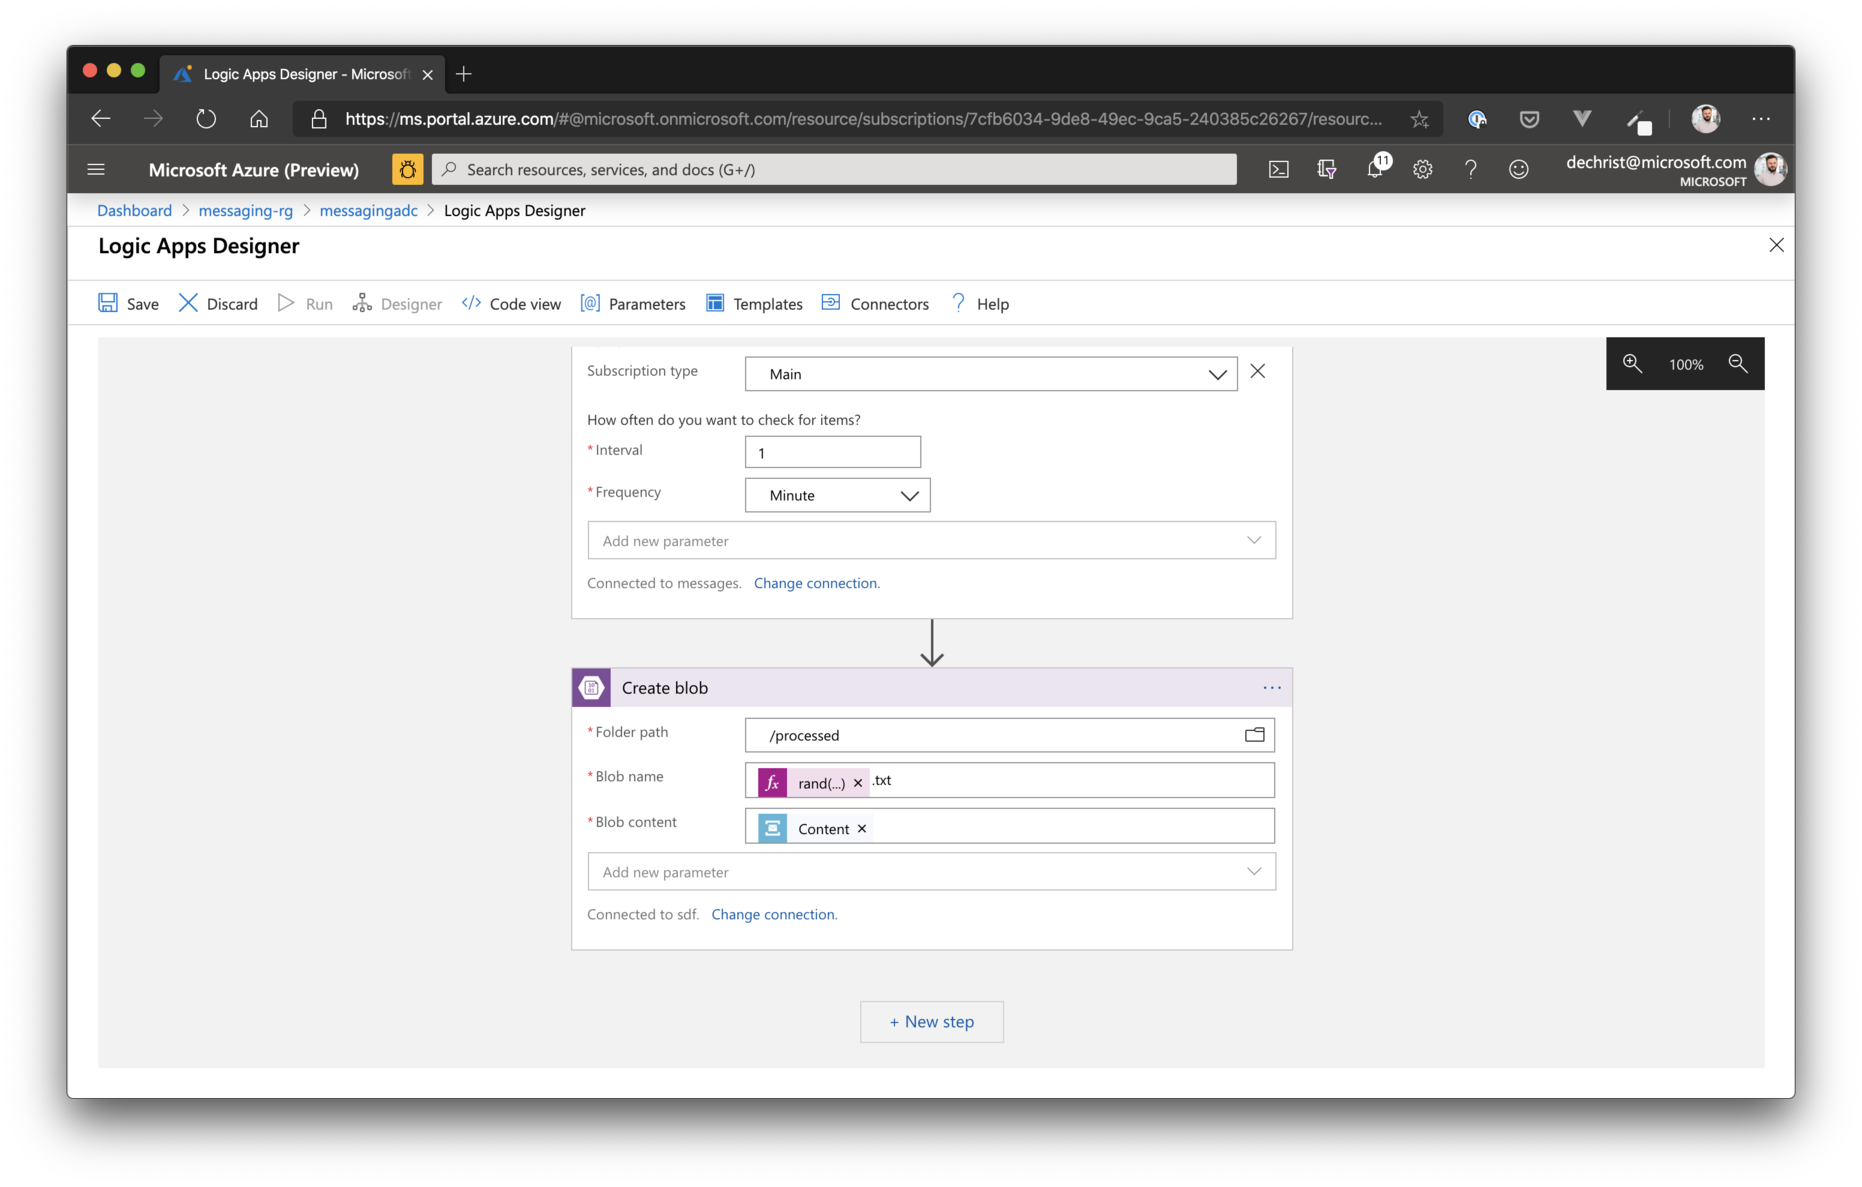 Logic Apps Designer - Microsoft
https://ms.portal.azure.com/#@microsoft.onmicrosoft.com/resource/subscriptions/7cfb6034-9de8-49ec-9ca5-240385c26267/resourc...
Microsoft Azure (Preview)
Search resources, services, and docs (G+/)
11
dechrist@microsoft.com
MICROSOFT
Dashboard > messaging-rg > messagingadc > Logic Apps Designer
Logic Apps Designer
Save Discard Run Designer </> Code view [@] Parameters Templates Connectors ? Help
100%
Subscription type Main
How often do you want to check for items?
*Interval 1
*Frequency Minute
Add new parameter
Connected to messages. Change connection.
Create blob ...
*Folder path /processed
*Blob name fx rand(...) × .txt
*Blob content Content ×
Add new parameter
Connected to sdf. Change connection.
+ New step